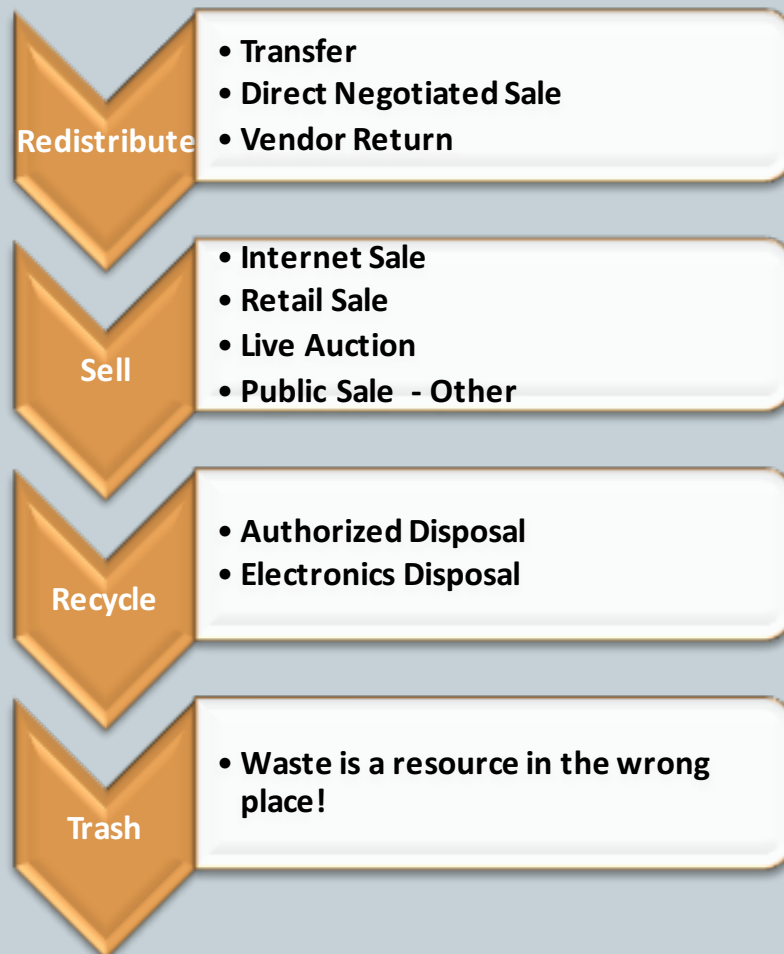 Redistribute
• Transfer
• Direct Negotiated Sale
• Vendor Return
Sell
• Internet Sale
• Retail Sale
• Live Auction
• Public Sale - Other
Recycle
• Authorized Disposal
• Electronics Disposal
Trash
• Waste is a resource in the wrong
place!